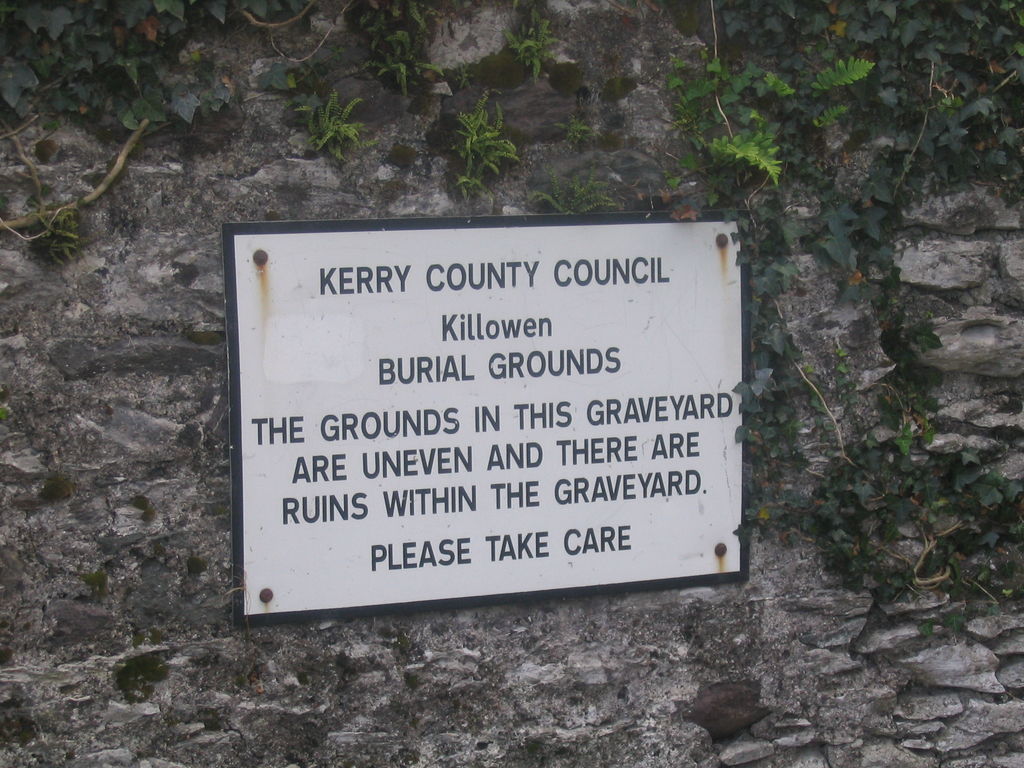 KERRY COUNTY COUNCIL
Killowen
BURIAL GROUNDS
THE GROUNDS IN THIS GRAVEYARD
ARE UNEVEN AND THERE ARE
RUINS WITHIN THE GRAVEYARD.
PLEASE TAKE CARE